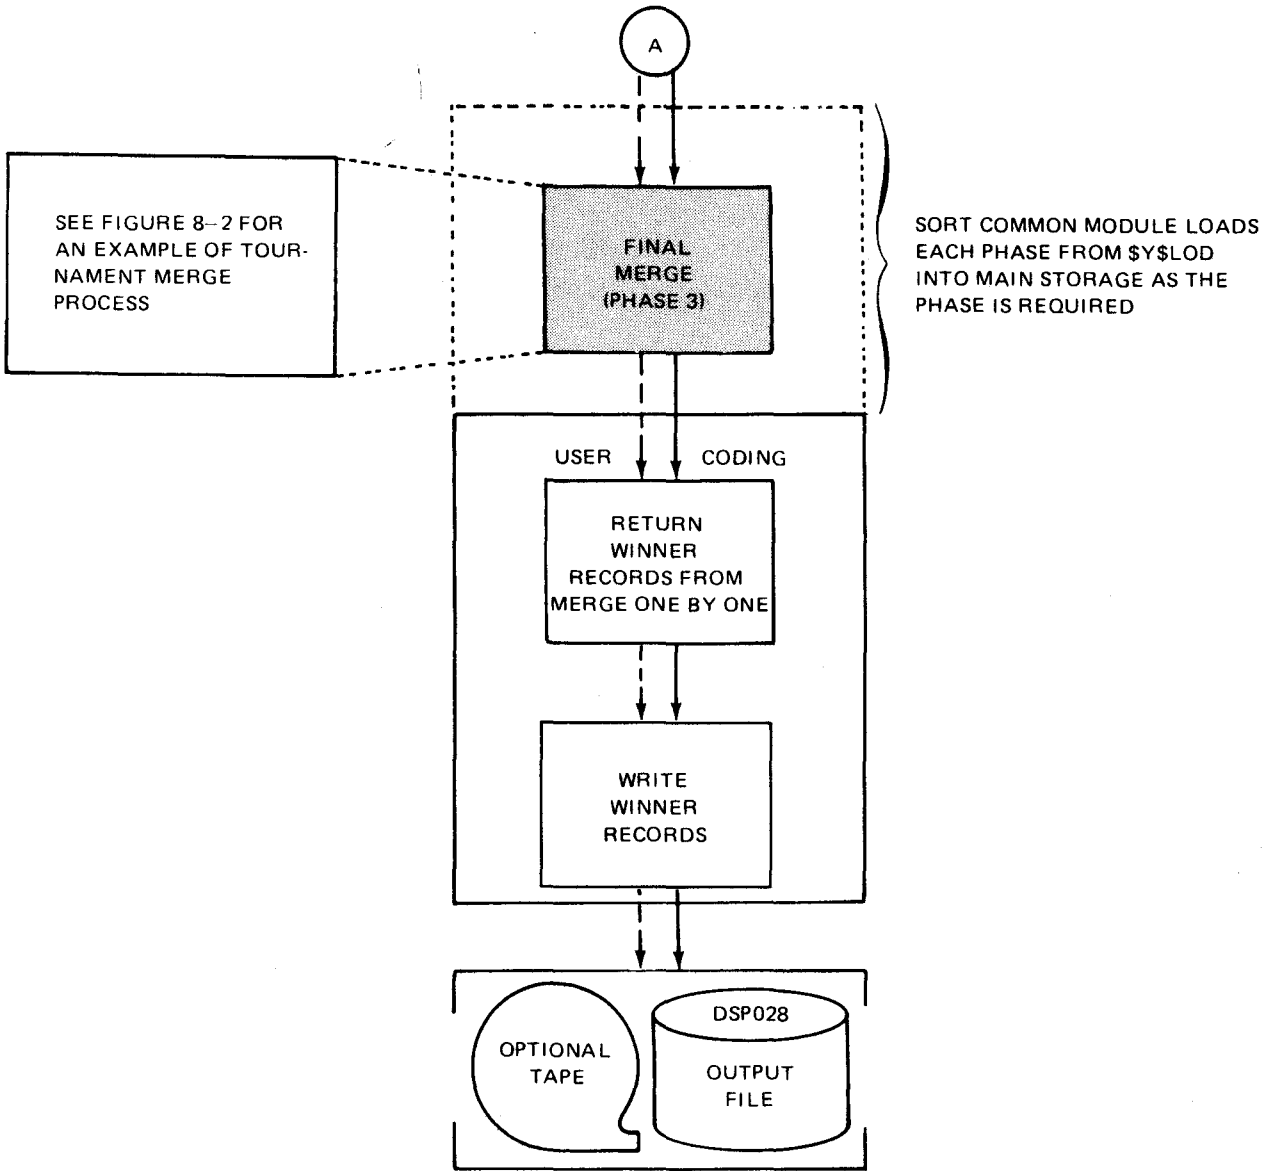 A
SEE FIGURE 8-2 FOR
AN EXAMPLE OF TOUR-
NAMENT MERGE
PROCESS
FINAL
MERGE
(PHASE 3)
SORT COMMON MODULE LOADS
EACH PHASE FROM $Y$LOD
INTO MAIN STORAGE AS THE
PHASE IS REQUIRED
USER CODING
RETURN
WINNER
RECORDS FROM
MERGE ONE BY ONE
WRITE
WINNER
RECORDS
OPTIONAL
TAPE
DSP028
OUTPUT
FILE